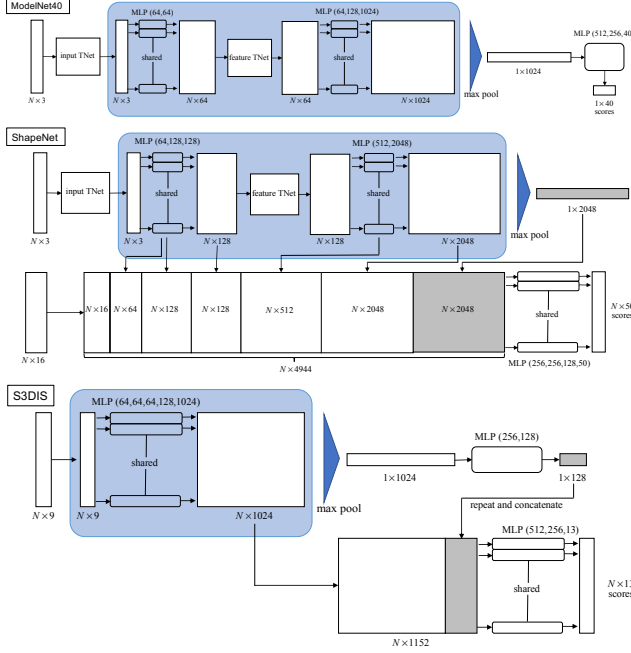 ModelNet40
MLP (64,64)
MLP (64,128,1024)
MLP (512,256,40
input TNet
shared
feature TNet
shared
N×3
N×3
N×64
N×64
N×1024
max pool
1×1024
1×40
scores
ShapeNet
MLP (64,128,128)
MLP (512,2048)
input TNet
shared
feature TNet
shared
N×3
N×3
N×128
N×128
N×2048
max pool
1×2048
N×16
N×16
N×64
N×128
N×128
N×512
N×2048
N×2048
shared
N×50
scores
N×4944
MLP (256,256,128,50)
S3DIS
MLP (64,64,64,128,1024)
shared
N×9
N×9
N×1024
max pool
1×1024
MLP (256,128)
1×128
repeat and concatenate
MLP (512,256,13)
shared
N×13
scores
N×1152